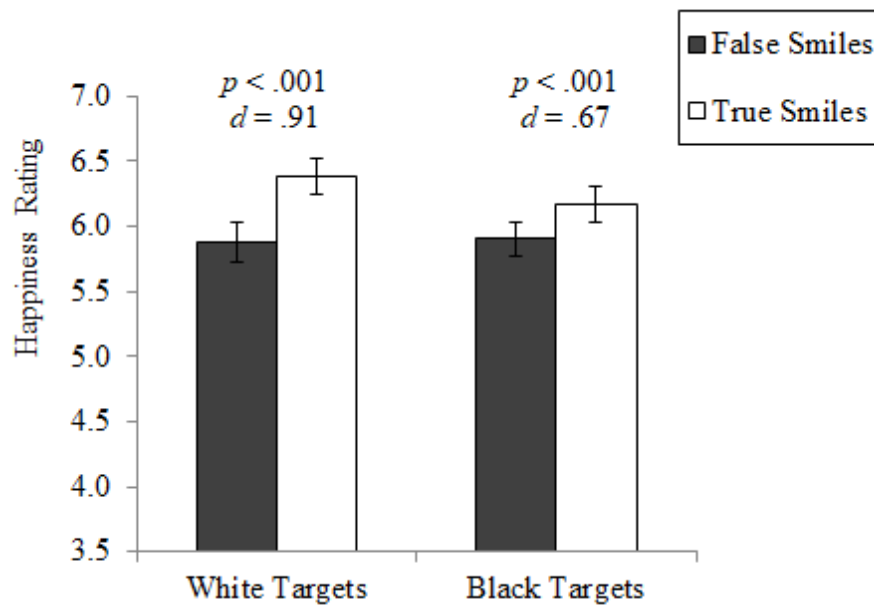 False Smiles
True Smiles
p < .001
d = .91
p < .001
d = .67
Happiness Rating
7.0
6.5
6.0
5.5
5.0
4.5
4.0
3.5
White Targets
Black Targets